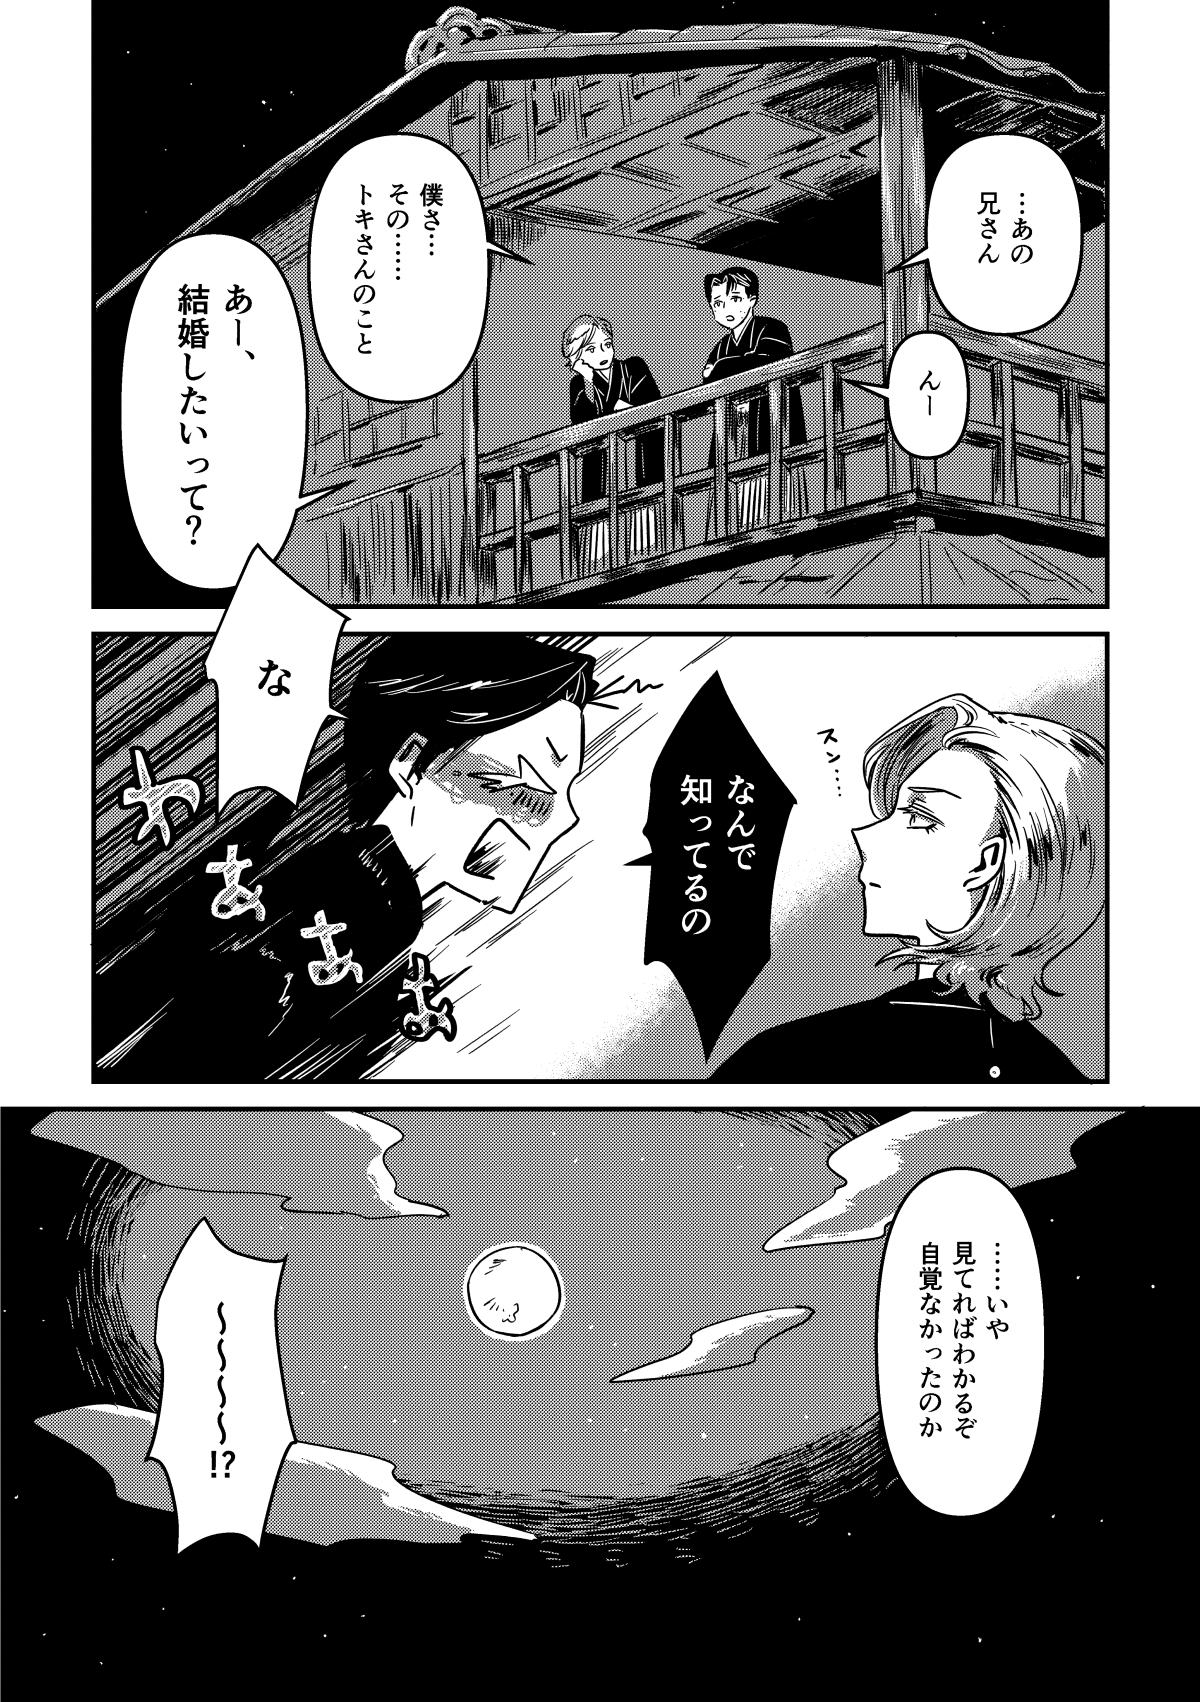 …あの
兄さん
んー
僕さ…
その……
トキさんのこと
あー、
結婚したいって?
な
なんで
知ってるの
スン…
わぁぁぁ
……いや
見てればわかるぞ
自覚なかったのか
〜〜〜〜!?